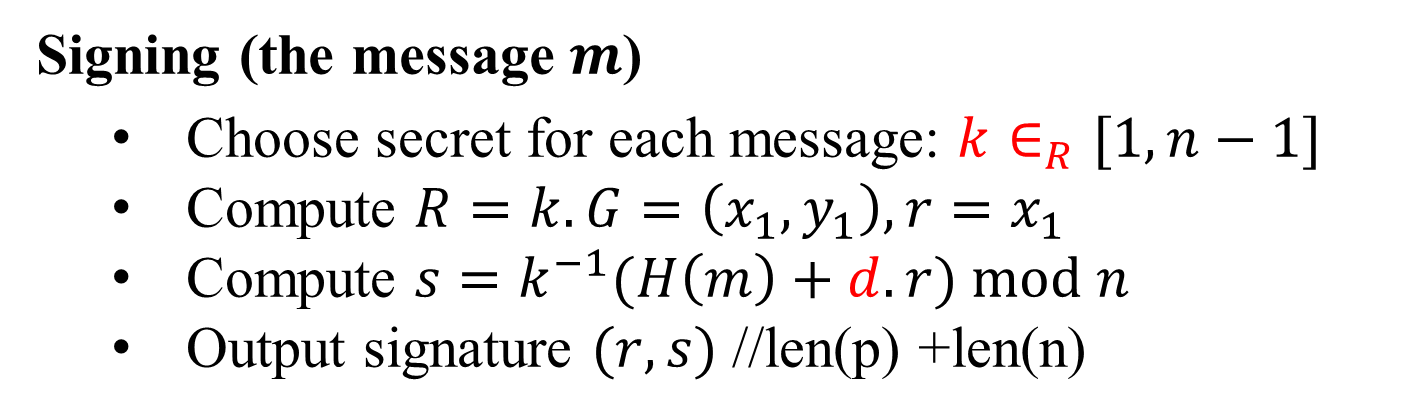 Signing (the message m)
• Choose secret for each message: k ∈R [1, n − 1]
• Compute R = k. G = (x₁, y₁), r = x₁
• Compute s = k⁻¹(H(m) + d. r) mod n
• Output signature (r, s) //len(p) +len(n)